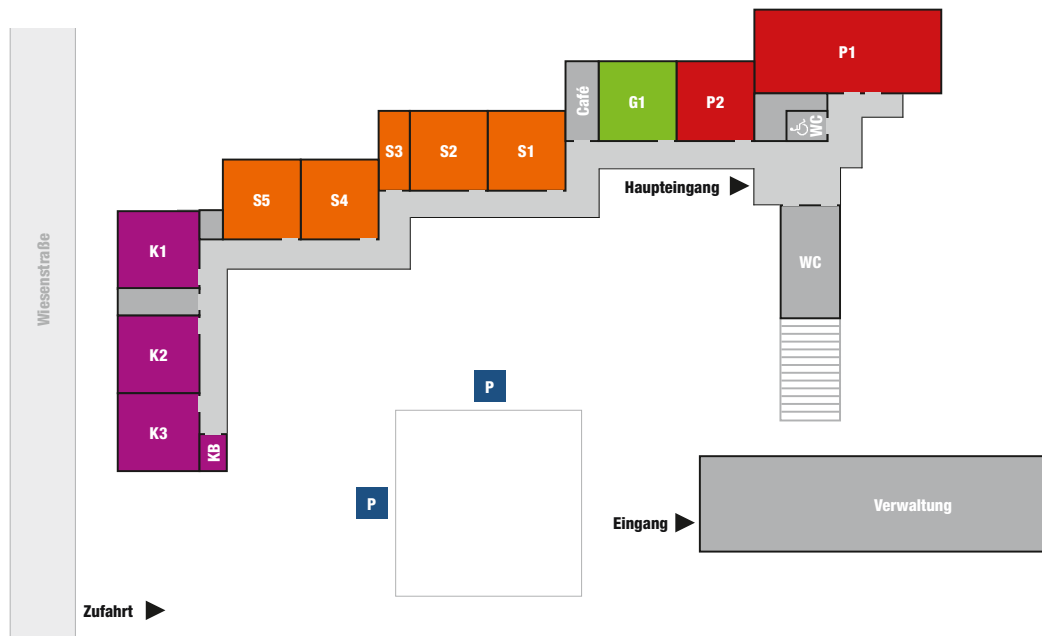 P1
Café
G1
P2
WC
S3
S2
S1
Haupteingang
S5
S4
K1
WC
Wiesenstraße
K2
P
K3
KB
P
Verwaltung
Eingang
Zufahrt